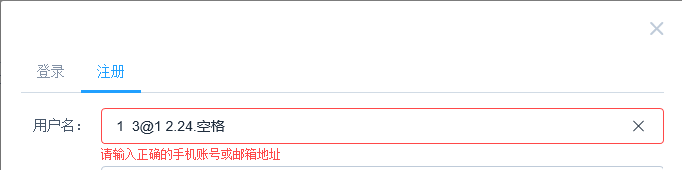 登录 注册
用户名： 1  3@1 2.24.空格
请输入正确的手机账号或邮箱地址